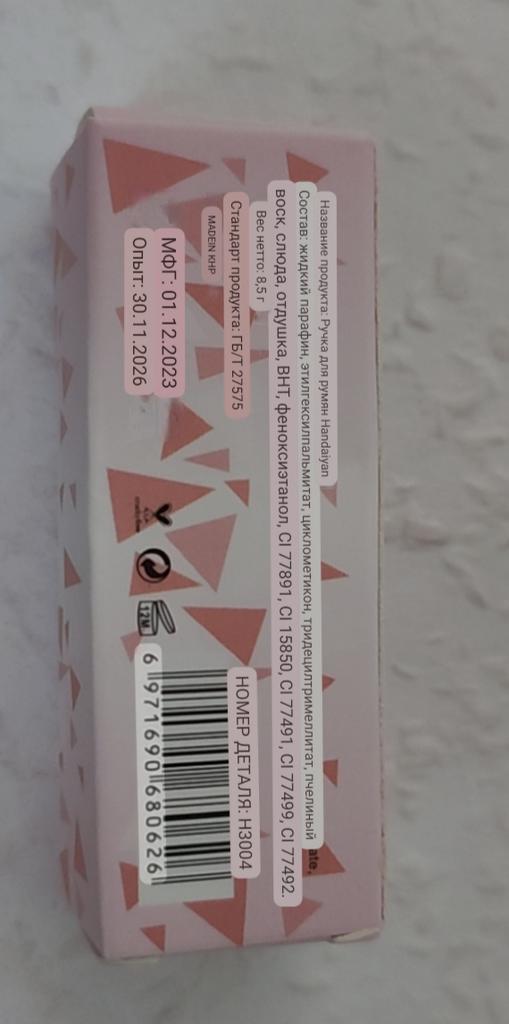 Название продукта: Ручка для румян Handaiyan
Состав: жидкий парафин, этилгексилпальмитат, циклометикон, тридецилтримеллитат, пчелиный
ate,
воск, слюда, отдушка, BHT, феноксиэтанол, CI 77891, CI 15850, CI 77491, CI 77499, CI 77492.
Вес нетто: 8,5 г
Стандарт продукта: ГБ/Т 27575
MADEIN КНР
МФГ: 01.12.2023
Опыт: 30.11.2026
12M
НОМЕР ДЕТАЛЯ: H3004
6 971690 680626